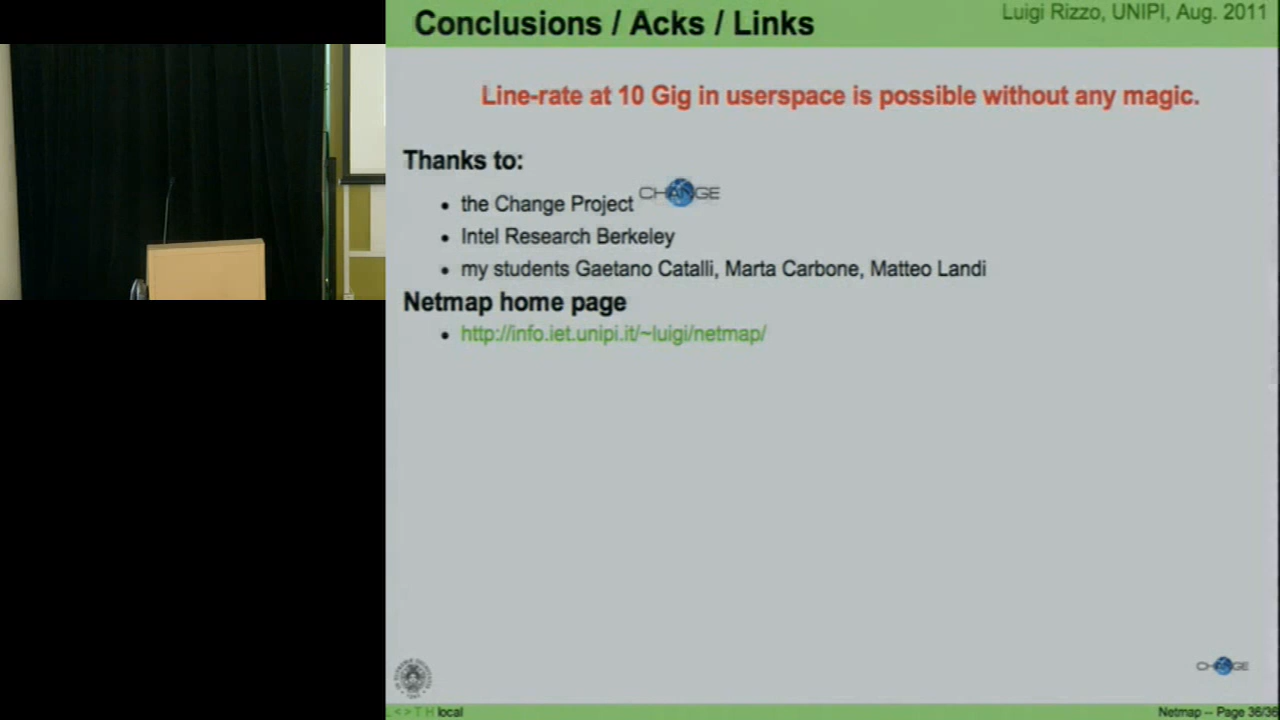 Conclusions / Acks / Links
Luigi Rizzo, UNIPI, Aug. 2011
Line-rate at 10 Gig in userspace is possible without any magic.
Thanks to:
• the Change Project CHANGE
• Intel Research Berkeley
• my students Gaetano Catalli, Marta Carbone, Matteo Landi
Netmap home page
• http://info.iet.unipi.it/~luigi/netmap/
CHANGE
< > T H local
Netmap -- Page 36/36